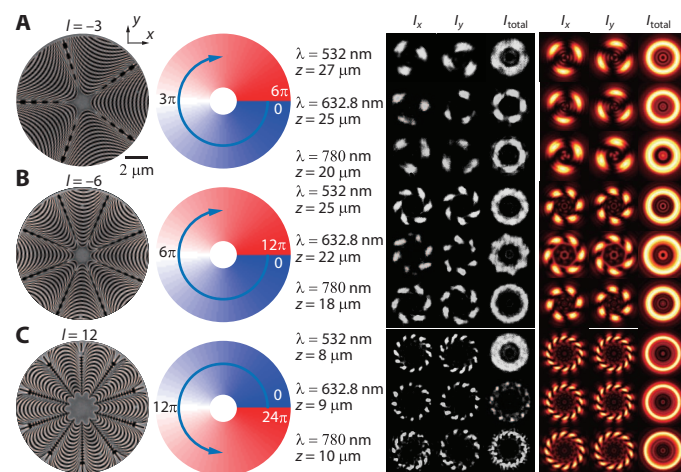 A
l = –3
y
x
2 μm
3π
6π
0
λ = 532 nm
z = 27 μm
λ = 632.8 nm
z = 25 μm
λ = 780 nm
z = 20 μm
Ix Iy Itotal Ix Iy Itotal
B
l = –6
6π
12π
0
λ = 532 nm
z = 25 μm
λ = 632.8 nm
z = 22 μm
λ = 780 nm
z = 18 μm
C
l = 12
12π
0
24π
λ = 532 nm
z = 8 μm
λ = 632.8 nm
z = 9 μm
λ = 780 nm
z = 10 μm